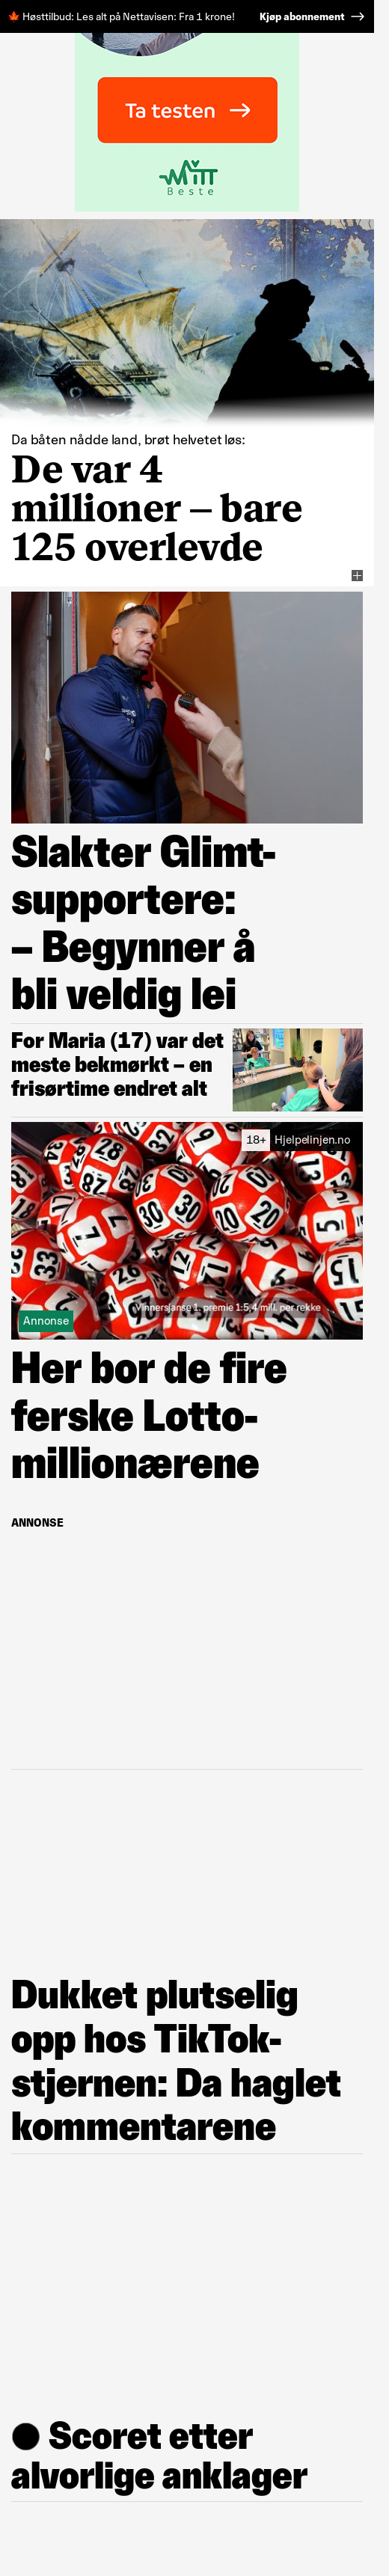 🍁 Høsttilbud: Les alt på Nettavisen: Fra 1 krone! Kjøp abonnement →
Ta testen →
Mitt
Beste
Da båten nådde land, brøt helvetet løs:
De var 4
millioner – bare
125 overlevde
Slakter Glimt-
supportere:
– Begynner å
bli veldig lei
For Maria (17) var det
meste bekmørkt – en
frisørtime endret alt
18+ Hjelpelinjen.no
Vinnersjanse 1. premie 1:5,4 mill. per rekke
Annonse
Her bor de fire
ferske Lotto-
millionærene
ANNONSE
Dukket plutselig
opp hos TikTok-
stjernen: Da haglet
kommentarene
● Scoret etter
alvorlige anklager